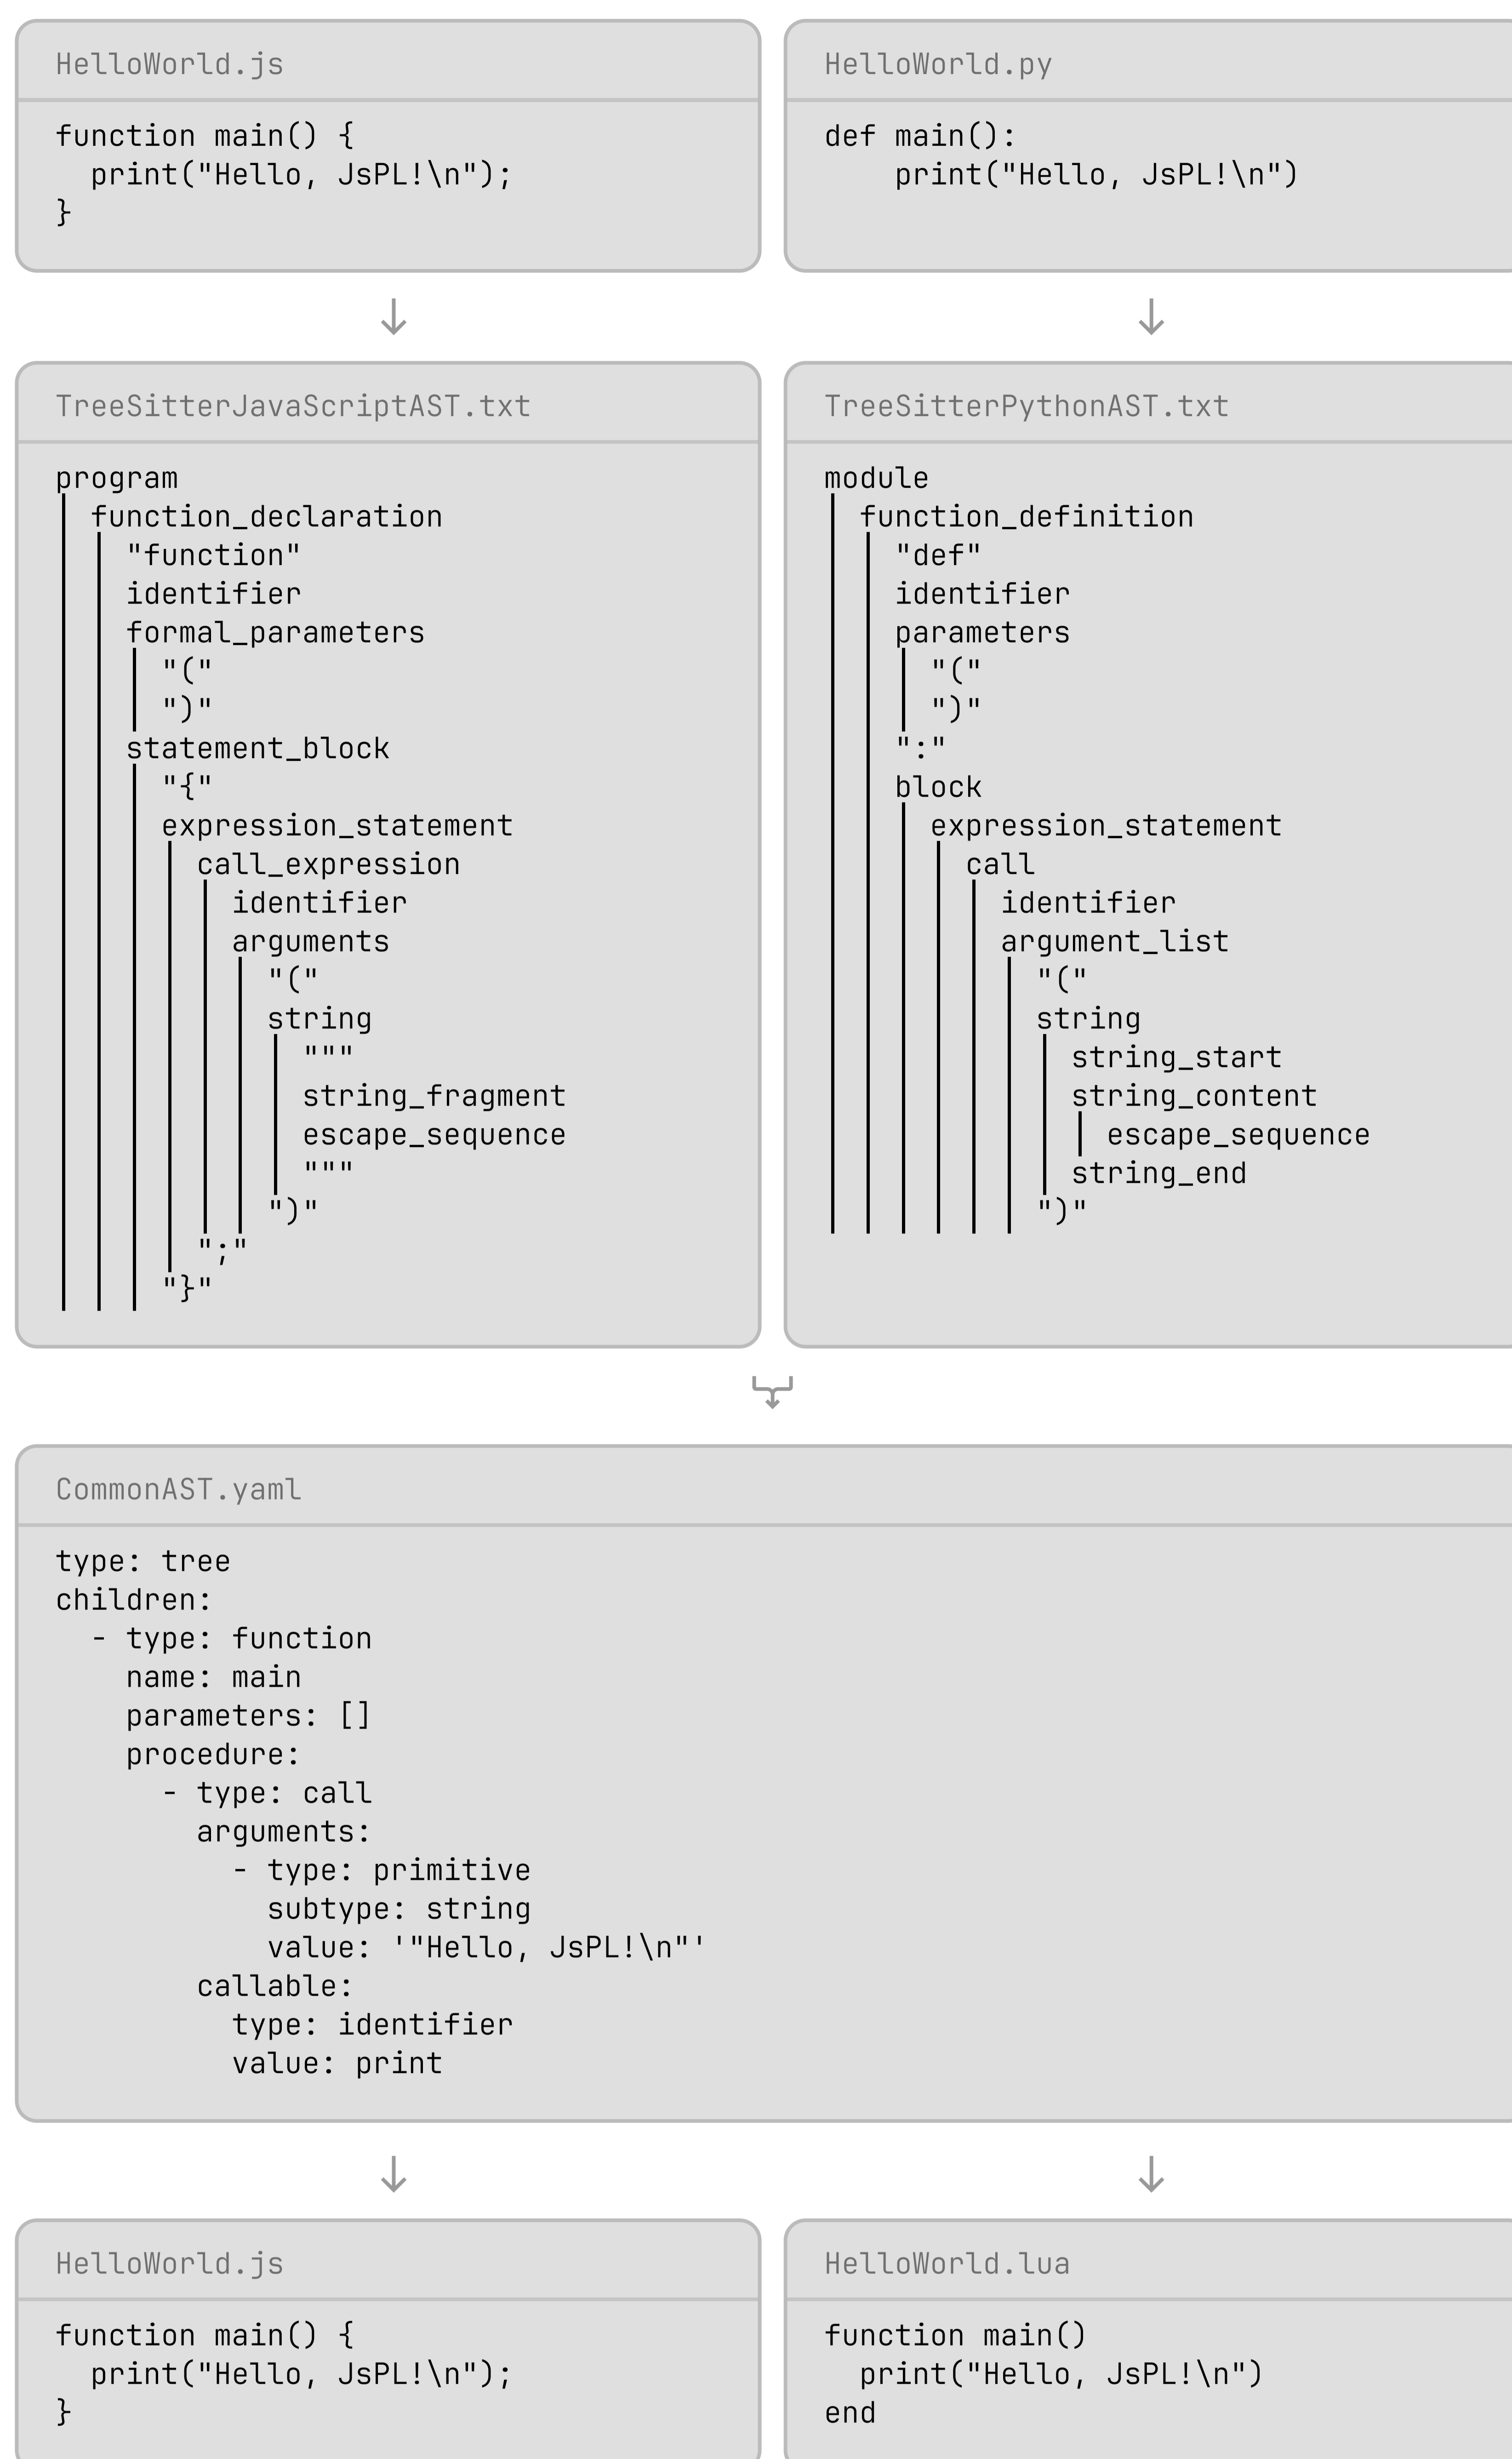 HelloWorld.js
function main() {
  print("Hello, JsPL!\n");
}
HelloWorld.py
def main():
    print("Hello, JsPL!\n")
TreeSitterJavaScriptAST.txt
program
  function_declaration
    "function"
    identifier
    formal_parameters
      "("
      ")"
    statement_block
      "{"
      expression_statement
        call_expression
          identifier
          arguments
            "("
            string
              """
              string_fragment
              escape_sequence
              """
            ")"
        ";"
      "}"
TreeSitterPythonAST.txt
module
  function_definition
    "def"
    identifier
    parameters
      "("
      ")"
    ":"
    block
      expression_statement
        call
          identifier
          argument_list
            "("
            string
              string_start
              string_content
                escape_sequence
              string_end
            ")"
CommonAST.yaml
type: tree
children:
  - type: function
    name: main
    parameters: []
    procedure:
      - type: call
        arguments:
          - type: primitive
            subtype: string
            value: '"Hello, JsPL!\n"'
        callable:
          type: identifier
          value: print
HelloWorld.js
function main() {
  print("Hello, JsPL!\n");
}
HelloWorld.lua
function main()
  print("Hello, JsPL!\n")
end